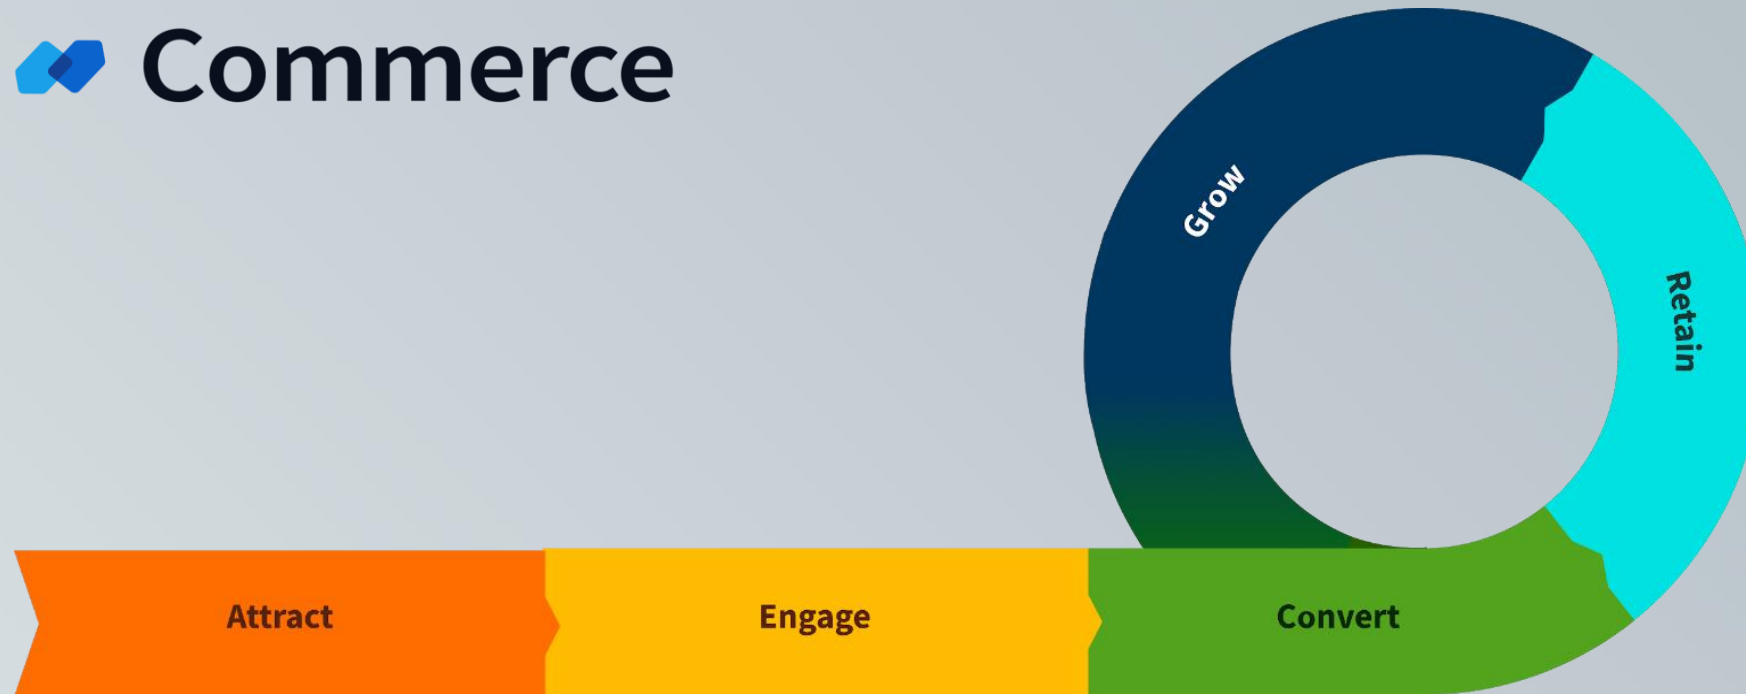 Commerce
Grow
Retain
Attract
Engage
Convert